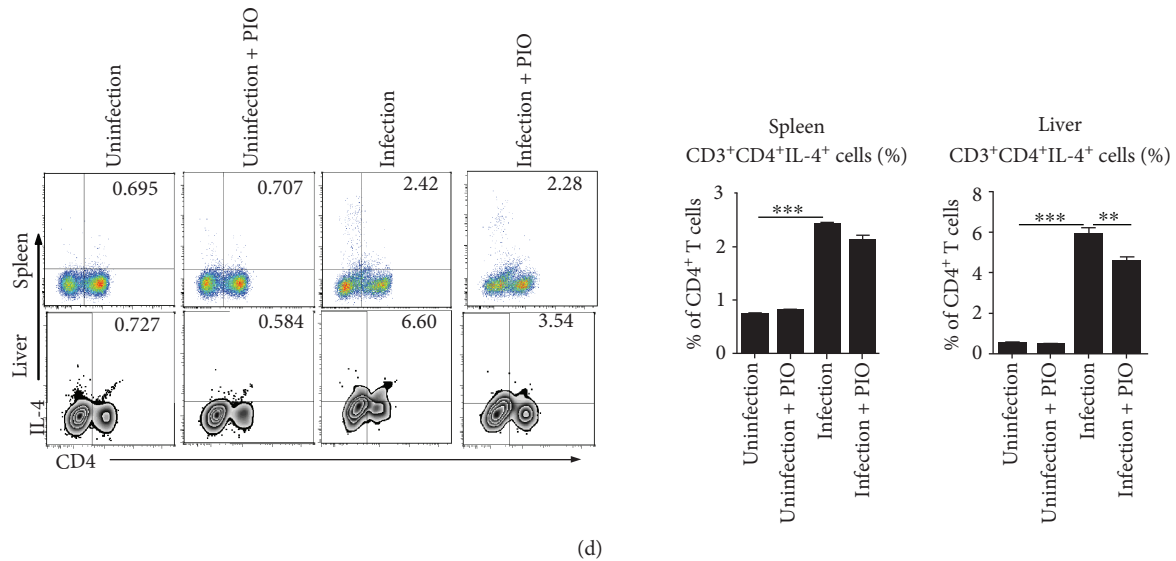 Uninfection
Uninfection + PIO
Infection
Infection + PIO
Spleen
0.695
0.707
2.42
2.28
Liver
0.727
0.584
6.60
3.54
IL-4
CD4
Spleen
CD3⁺CD4⁺IL-4⁺ cells (%)
% of CD4⁺ T cells
3
2
1
0
***
Uninfection
Uninfection + PIO
Infection
Infection + PIO
Liver
CD3⁺CD4⁺IL-4⁺ cells (%)
% of CD4⁺ T cells
8
6
4
2
0
***
**
Uninfection
Uninfection + PIO
Infection
Infection + PIO
(d)